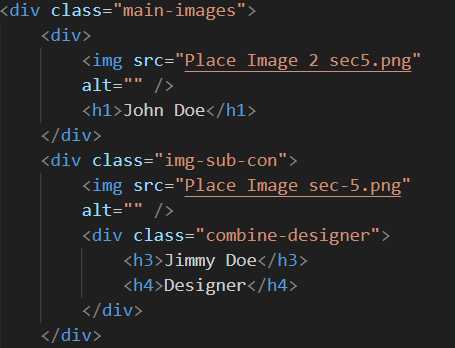 <div class="main-images">
<div>
<img src="Place Image 2 sec5.png"
alt="" />
<h1>John Doe</h1>
</div>
<div class="img-sub-con">
<img src="Place Image sec-5.png"
alt="" />
<div class="combine-designer">
<h3>Jimmy Doe</h3>
<h4>Designer</h4>
</div>
</div>